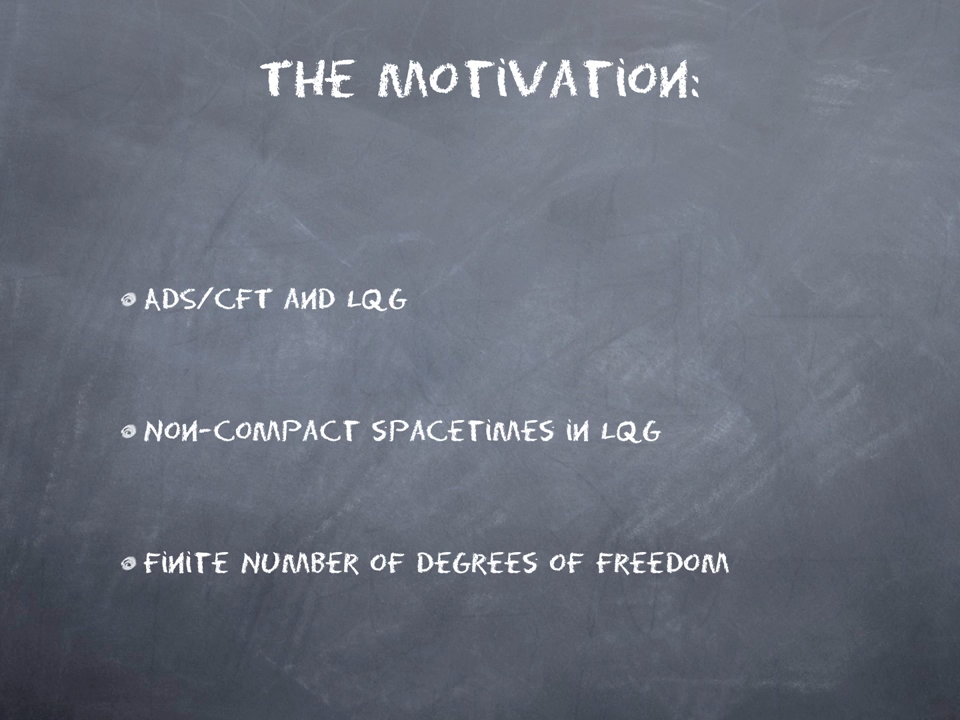 THE MOTIVATION:
• ADS/CFT AND LQG
• NON-COMPACT SPACETIMES IN LQG
• FINITE NUMBER OF DEGREES OF FREEDOM